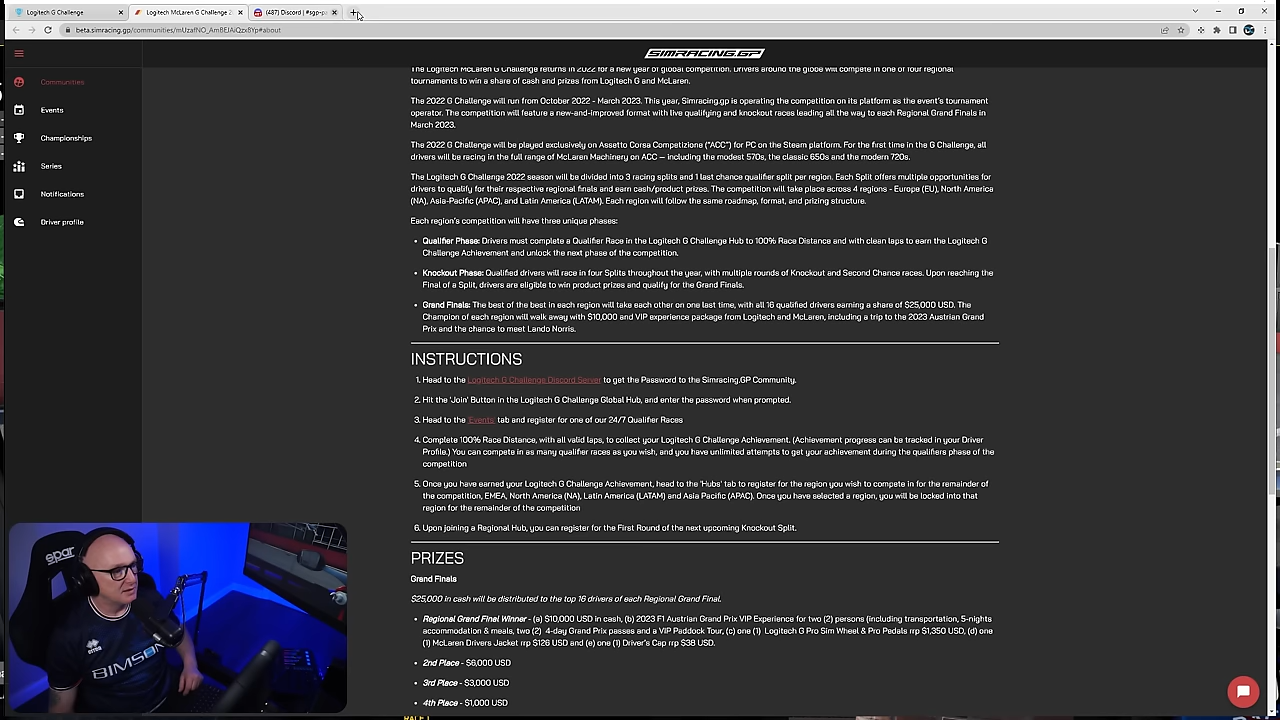 Logitech G Challenge
Logitech McLaren G Challenge 2
(487) Discord | #sgp-p
beta.simracing.gp/communities/mUzafNO_AmBEJAiQzx8Yp#about
SIMRACING.GP
Communities
Events
Championships
Series
Notifications
Driver profile
The Logitech McLaren G Challenge returns in 2022 for a new year of global competition. Drivers around the globe will compete in one of four regional
tournaments to win a share of cash and prizes from Logitech G and McLaren.
The 2022 G Challenge will run from October 2022 - March 2023. This year, Simracing.gp is operating the competition on its platform as the event's tournament
operator. The competition will feature a new-and-improved format with live qualifying and knockout races leading all the way to each Regional Grand Finals in
March 2023.
The 2022 G Challenge will be played exclusively on Assetto Corsa Competizione ("ACC") for PC on the Steam platform. For the first time in the G Challenge, all
drivers will be racing in the full range of McLaren Machinery on ACC – including the modest 570s, the classic 650s and the modern 720s.
The Logitech G Challenge 2022 season will be divided into 3 racing splits and 1 last chance qualifier split per region. Each Split offers multiple opportunities for
drivers to qualify for their respective regional finals and earn cash/product prizes. The competition will take place across 4 regions - Europe (EU), North America
(NA), Asia-Pacific (APAC), and Latin America (LATAM). Each region will follow the same roadmap, format, and prizing structure.
Each region's competition will have three unique phases:
• Qualifier Phase: Drivers must complete a Qualifier Race in the Logitech G Challenge Hub to 100% Race Distance and with clean laps to earn the Logitech G
Challenge Achievement and unlock the next phase of the competition.
• Knockout Phase: Qualified drivers will race in four Splits throughout the year, with multiple rounds of Knockout and Second Chance races. Upon reaching the
Final of a Split, drivers are eligible to win product prizes and qualify for the Grand Finals.
• Grand Finals: The best of the best in each region will take each other on one last time, with all 16 qualified drivers earning a share of $25,000 USD. The
Champion of each region will walk away with $10,000 and VIP experience package from Logitech and McLaren, including a trip to the 2023 Austrian Grand
Prix and the chance to meet Lando Norris.
INSTRUCTIONS
1. Head to the Logitech G Challenge Discord Server to get the Password to the Simracing.GP Community.
2. Hit the 'Join' Button in the Logitech G Challenge Global Hub, and enter the password when prompted.
3. Head to the 'Events' tab and register for one of our 24/7 Qualifier Races
4. Complete 100% Race Distance, with all valid laps, to collect your Logitech G Challenge Achievement. (Achievement progress can be tracked in your Driver
Profile.) You can compete in as many qualifier races as you wish, and you have unlimited attempts to get your achievement during the qualifiers phase of the
competition
5. Once you have earned your Logitech G Challenge Achievement, head to the 'Hubs' tab to register for the region you wish to compete in for the remainder of
the competition, EMEA, North America (NA), Latin America (LATAM) and Asia Pacific (APAC). Once you have selected a region, you will be locked into that
region for the remainder of the competition
6. Upon joining a Regional Hub, you can register for the First Round of the next upcoming Knockout Split.
PRIZES
Grand Finals
$25,000 in cash will be distributed to the top 16 drivers of each Regional Grand Final.
• Regional Grand Final Winner - (a) $10,000 USD in cash, (b) 2023 F1 Austrian Grand Prix VIP Experience for two (2) persons (including transportation, 5-nights
accommodation & meals, two (2) 4-day Grand Prix passes and a VIP Paddock Tour, (c) one (1) Logitech G Pro Sim Wheel & Pro Pedals rrp $1,350 USD, (d) one
(1) McLaren Drivers Jacket rrp $126 USD and (e) one (1) Driver's Cap rrp $38 USD.
• 2nd Place - $6,000 USD
• 3rd Place - $3,000 USD
• 4th Place - $1,000 USD
spar
BIMSON
RACE 1